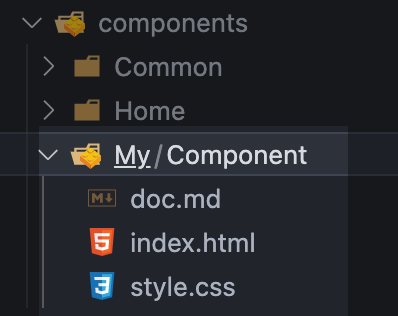 components
Common
Home
My/Component
doc.md
index.html
style.css